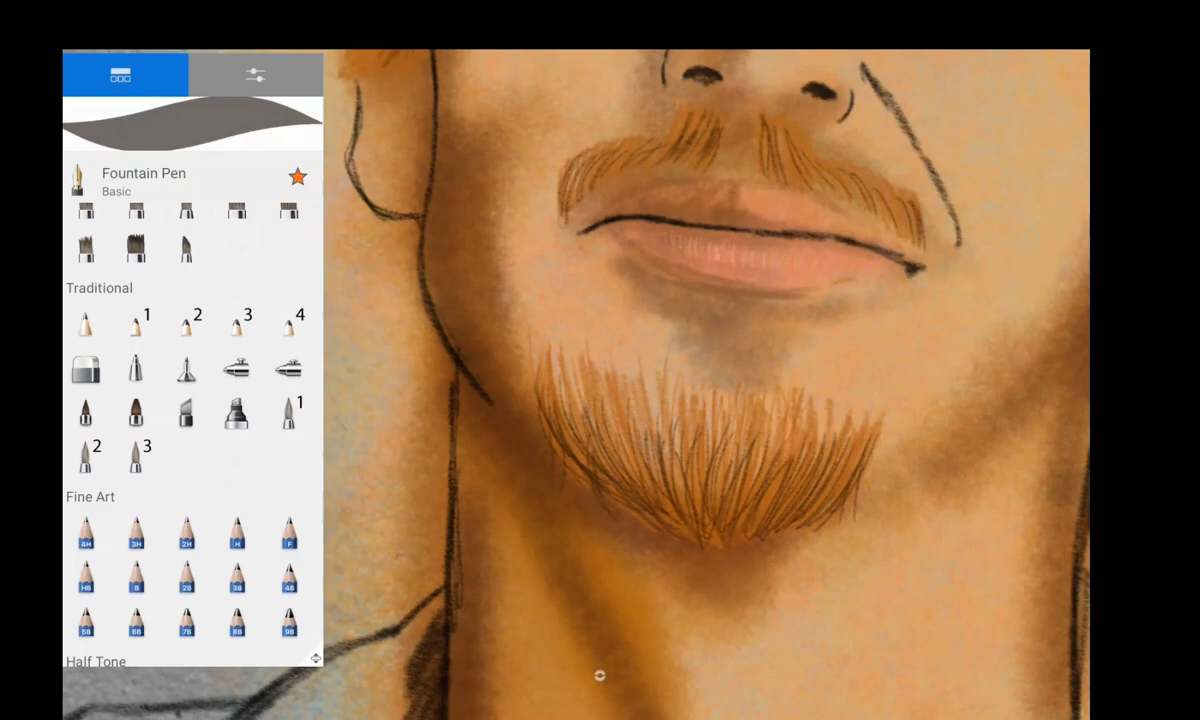 Fountain Pen
Basic
Traditional
1 2 3 4
1
2 3
Fine Art
4H 3H 2H H F
HB B 2B 3B 4B
5B 6B 7B 8B 9B
Half Tone